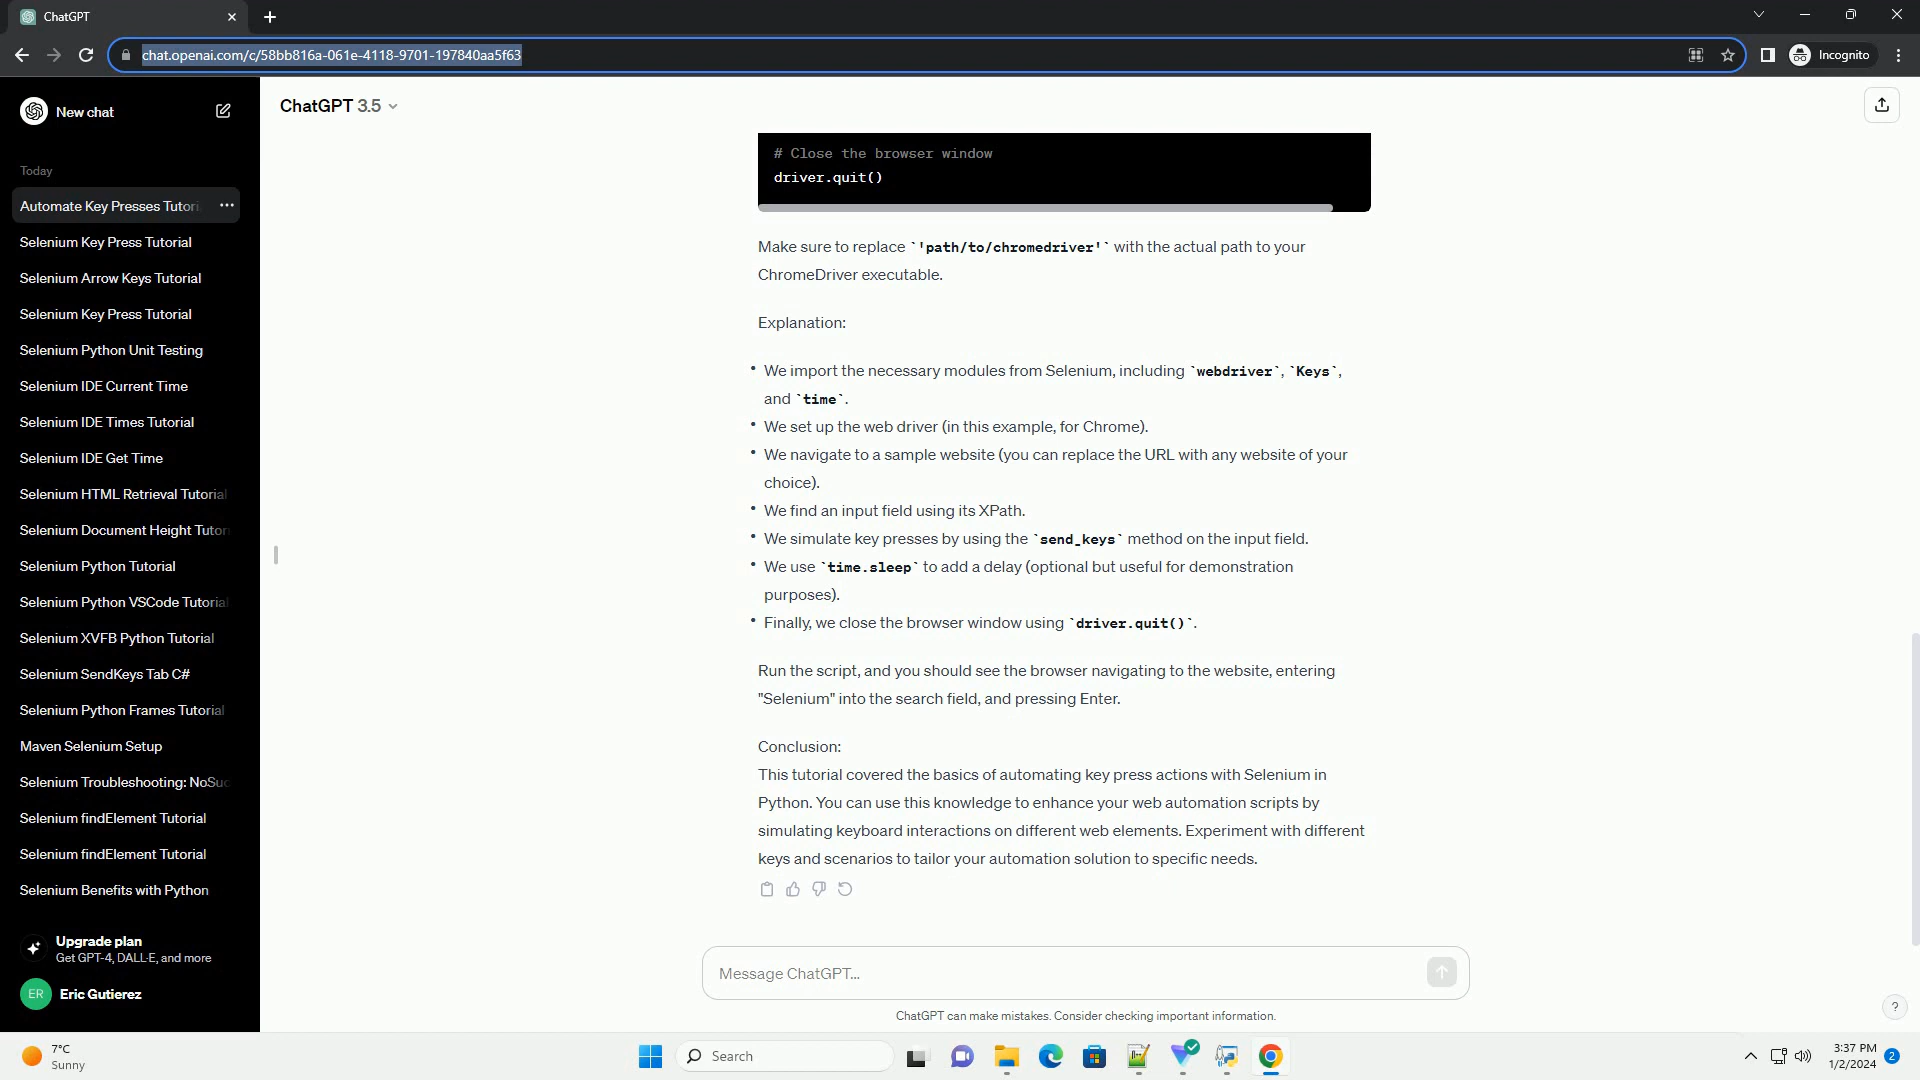 ChatGPT
chat.openai.com/c/58bb816a-061e-4118-9701-197840aa5f63
Incognito
New chat
ChatGPT 3.5
Today
Automate Key Presses Tutori
Selenium Key Press Tutorial
Selenium Arrow Keys Tutorial
Selenium Key Press Tutorial
Selenium Python Unit Testing
Selenium IDE Current Time
Selenium IDE Times Tutorial
Selenium IDE Get Time
Selenium HTML Retrieval Tutorial
Selenium Document Height Tutor
Selenium Python Tutorial
Selenium Python VSCode Tutorial
Selenium XVFB Python Tutorial
Selenium SendKeys Tab C#
Selenium Python Frames Tutorial
Maven Selenium Setup
Selenium Troubleshooting: NoSuc
Selenium findElement Tutorial
Selenium findElement Tutorial
Selenium Benefits with Python
Upgrade plan
Get GPT-4, DALL·E, and more
ER
Eric Gutierez
# Close the browser window
driver.quit()
Make sure to replace `'path/to/chromedriver'` with the actual path to your
ChromeDriver executable.
Explanation:
• We import the necessary modules from Selenium, including `webdriver`, `Keys`,
and `time`.
• We set up the web driver (in this example, for Chrome).
• We navigate to a sample website (you can replace the URL with any website of your
choice).
• We find an input field using its XPath.
• We simulate key presses by using the `send_keys` method on the input field.
• We use `time.sleep` to add a delay (optional but useful for demonstration
purposes).
• Finally, we close the browser window using `driver.quit()`.
Run the script, and you should see the browser navigating to the website, entering
"Selenium" into the search field, and pressing Enter.
Conclusion:
This tutorial covered the basics of automating key press actions with Selenium in
Python. You can use this knowledge to enhance your web automation scripts by
simulating keyboard interactions on different web elements. Experiment with different
keys and scenarios to tailor your automation solution to specific needs.
Message ChatGPT...
ChatGPT can make mistakes. Consider checking important information.
?
7°C
Sunny
Search
3:37 PM
1/2/2024
2